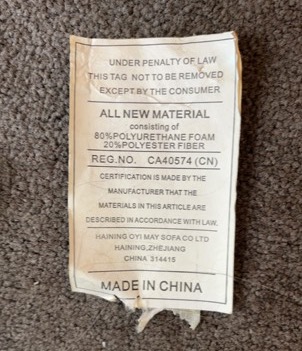 UNDER PENALTY OF LAW
THIS TAG NOT TO BE REMOVED
EXCEPT BY THE CONSUMER
ALL NEW MATERIAL
consisting of
80%POLYURETHANE FOAM
20%POLYESTER FIBER
REG.NO. CA40574 (CN)
CERTIFICATION IS MADE BY THE
MANUFACTURER THAT THE
MATERIALS IN THIS ARTICLE ARE
DESCRIBED IN ACCORDANCE WITH LAW.
HAINING OYI MAY SOFA CO LTD
HAINING,ZHEJIANG
CHINA 314415
MADE IN CHINA